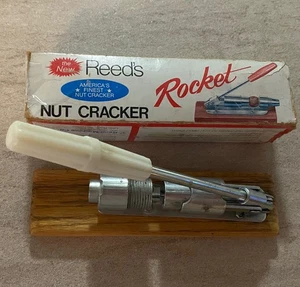 the
New
Reed's
AMERICA'S
★ FINEST ★
NUT CRACKER
Rocket
NUT CRACKER